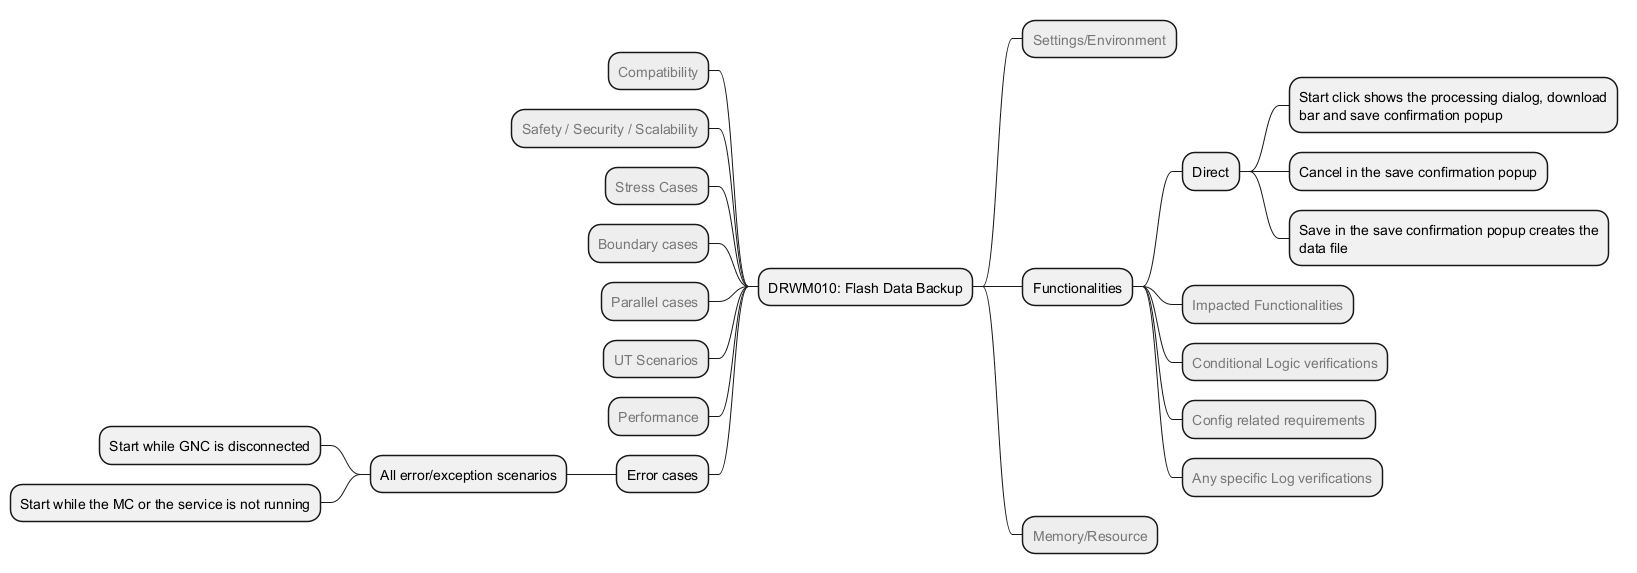 DRWM010: Flash Data Backup
Settings/Environment
Functionalities
Direct
Start click shows the processing dialog, download
bar and save confirmation popup
Cancel in the save confirmation popup
Save in the save confirmation popup creates the
data file
Impacted Functionalities
Conditional Logic verifications
Config related requirements
Any specific Log verifications
Memory/Resource
Compatibility
Safety / Security / Scalability
Stress Cases
Boundary cases
Parallel cases
UT Scenarios
Performance
Error cases
All error/exception scenarios
Start while GNC is disconnected
Start while the MC or the service is not running